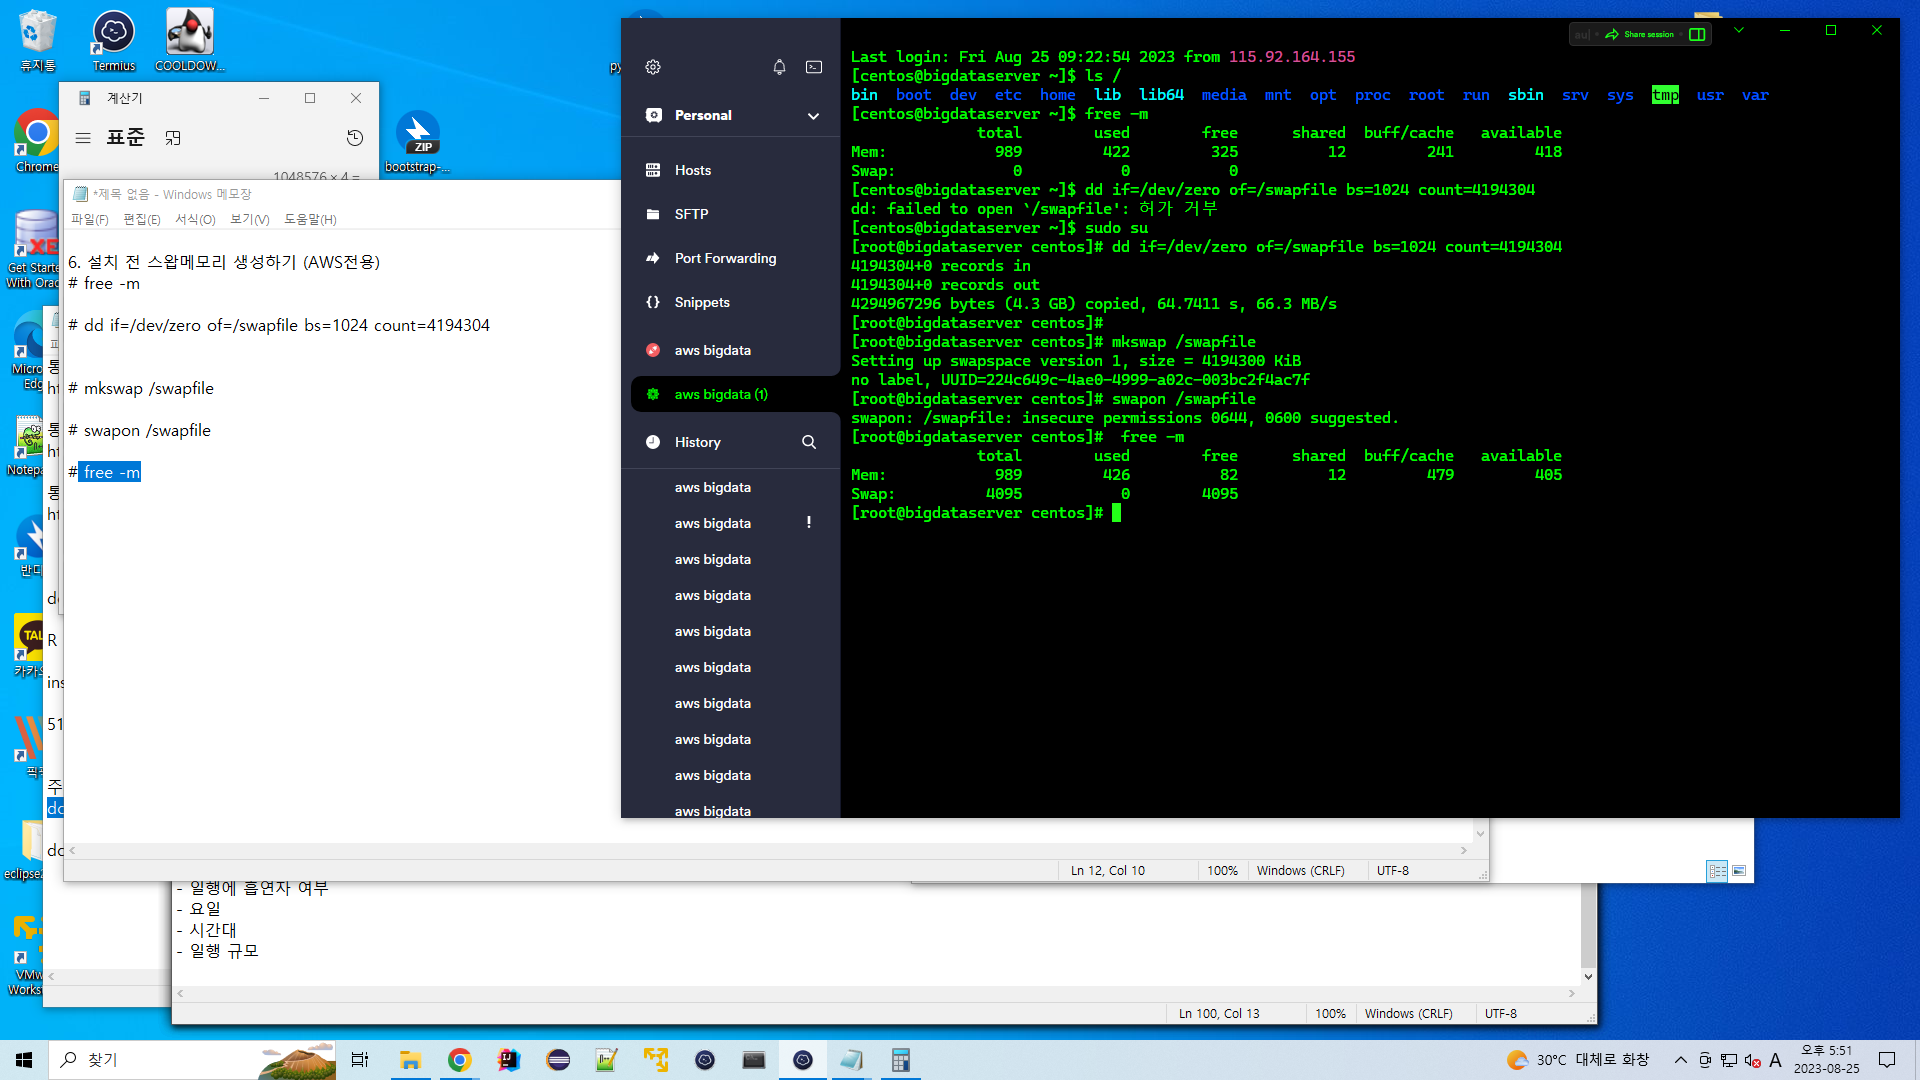 휴지통
Termius
COOLDOW...
Chrome
bootstrap-...
ZIP
계산기
표준
1048576 × 4 =
*제목 없음 - Windows 메모장
파일(F) 편집(E) 서식(O) 보기(V) 도움말(H)
6. 설치 전 스왑메모리 생성하기 (AWS전용)
# free -m
# dd if=/dev/zero of=/swapfile bs=1024 count=4194304
# mkswap /swapfile
# swapon /swapfile
# free -m
Ln 12, Col 10 100% Windows (CRLF) UTF-8
- 일행에 흡연자 여부
- 요일
- 시간대
- 일행 규모
Ln 100, Col 13 100% Windows (CRLF) UTF-8
Personal
Hosts
SFTP
Port Forwarding
Snippets
aws bigdata
aws bigdata (1)
History
aws bigdata
aws bigdata !
aws bigdata
aws bigdata
aws bigdata
aws bigdata
aws bigdata
aws bigdata
aws bigdata
aws bigdata
Share session
Last login: Fri Aug 25 09:22:54 2023 from 115.92.164.155
[centos@bigdataserver ~]$ ls /
bin boot dev etc home lib lib64 media mnt opt proc root run sbin srv sys tmp usr var
[centos@bigdataserver ~]$ free -m
total used free shared buff/cache available
Mem: 989 422 325 12 241 418
Swap: 0 0 0
[centos@bigdataserver ~]$ dd if=/dev/zero of=/swapfile bs=1024 count=4194304
dd: failed to open `/swapfile': 허가 거부
[centos@bigdataserver ~]$ sudo su
[root@bigdataserver centos]# dd if=/dev/zero of=/swapfile bs=1024 count=4194304
4194304+0 records in
4194304+0 records out
4294967296 bytes (4.3 GB) copied, 64.7411 s, 66.3 MB/s
[root@bigdataserver centos]#
[root@bigdataserver centos]# mkswap /swapfile
Setting up swapspace version 1, size = 4194300 KiB
no label, UUID=224c649c-4ae0-4999-a02c-003bc2f4ac7f
[root@bigdataserver centos]# swapon /swapfile
swapon: /swapfile: insecure permissions 0644, 0600 suggested.
[root@bigdataserver centos]#  free -m
total used free shared buff/cache available
Mem: 989 426 82 12 479 405
Swap: 4095 0 4095
[root@bigdataserver centos]#
Get Starte
With Orac
Micros
Edg
Notepa
반디
TAL
카카오
eclipse2
VMw
Workst
R
ins
51
주
찾기
30°C 대체로 화창
A
오후 5:51
2023-08-25